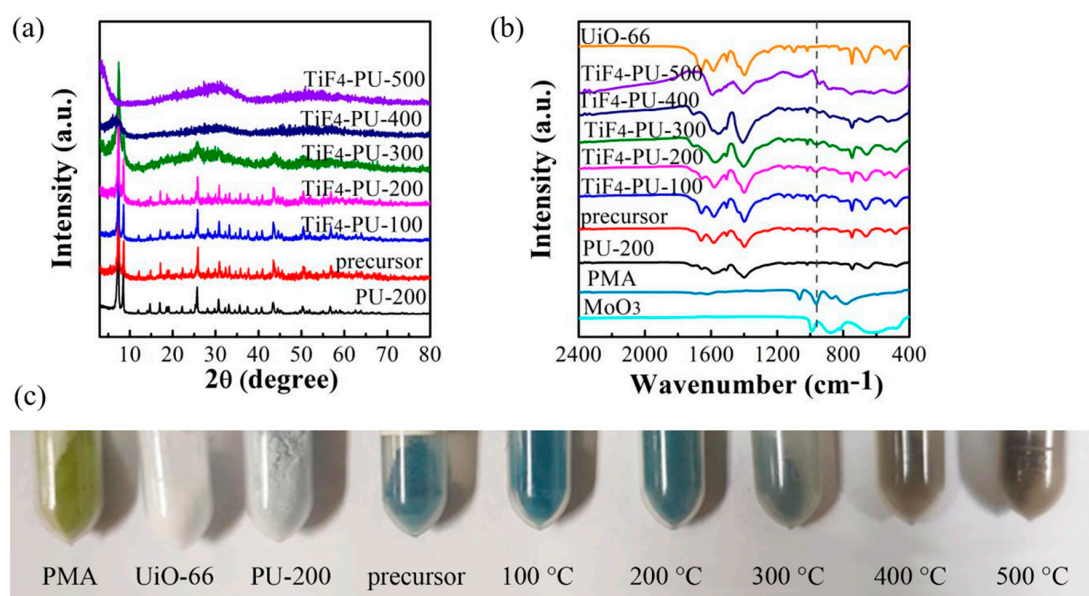 (a)
Intensity (a.u.)
TiF4-PU-500
TiF4-PU-400
TiF4-PU-300
TiF4-PU-200
TiF4-PU-100
precursor
PU-200
10 20 30 40 50 60 70 80
2θ (degree)
(b)
Intensity (a.u.)
UiO-66
TiF4-PU-500
TiF4-PU-400
TiF4-PU-300
TiF4-PU-200
TiF4-PU-100
precursor
PU-200
PMA
MoO3
2400 2000 1600 1200 800 400
Wavenumber (cm-1)
(c)
PMA UiO-66 PU-200 precursor 100 °C 200 °C 300 °C 400 °C 500 °C